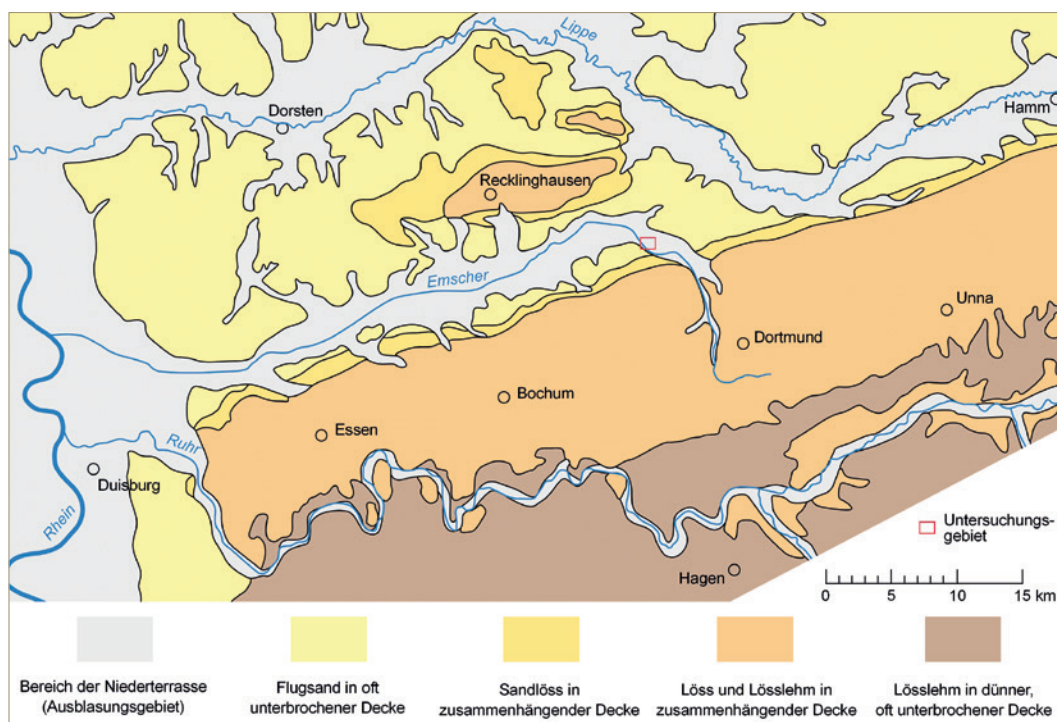 Lippe
Dorsten
Hamm
Recklinghausen
Emscher
Unna
Dortmund
Bochum
Essen
Ruhr
Duisburg
Rhein
Hagen
Untersuchungs-
gebiet
0 5 10 15 km
Bereich der Niederterrasse
(Ausblasungsgebiet)
Flugsand in oft
unterbrochener Decke
Sandlöss in
zusammenhängender Decke
Löss und Lösslehm in
zusammenhängender Decke
Lösslehm in dünner,
oft unterbrochener Decke